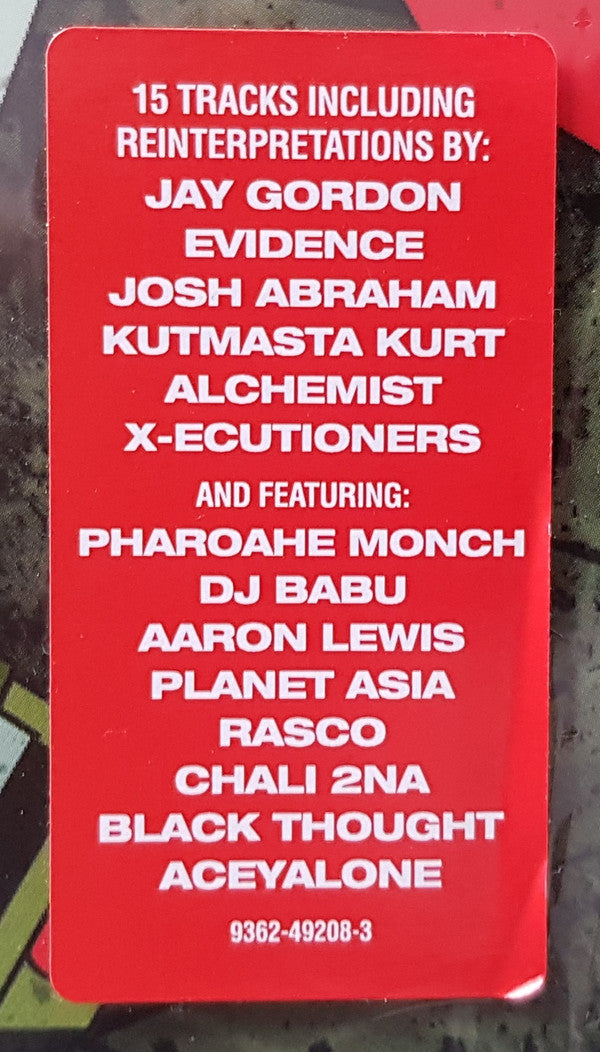 15 TRACKS INCLUDING
REINTERPRETATIONS BY:
JAY GORDON
EVIDENCE
JOSH ABRAHAM
KUTMASTA KURT
ALCHEMIST
X-ECUTIONERS
AND FEATURING:
PHAROAHE MONCH
DJ BABU
AARON LEWIS
PLANET ASIA
RASCO
CHALI 2NA
BLACK THOUGHT
ACEYALONE
9362-49208-3